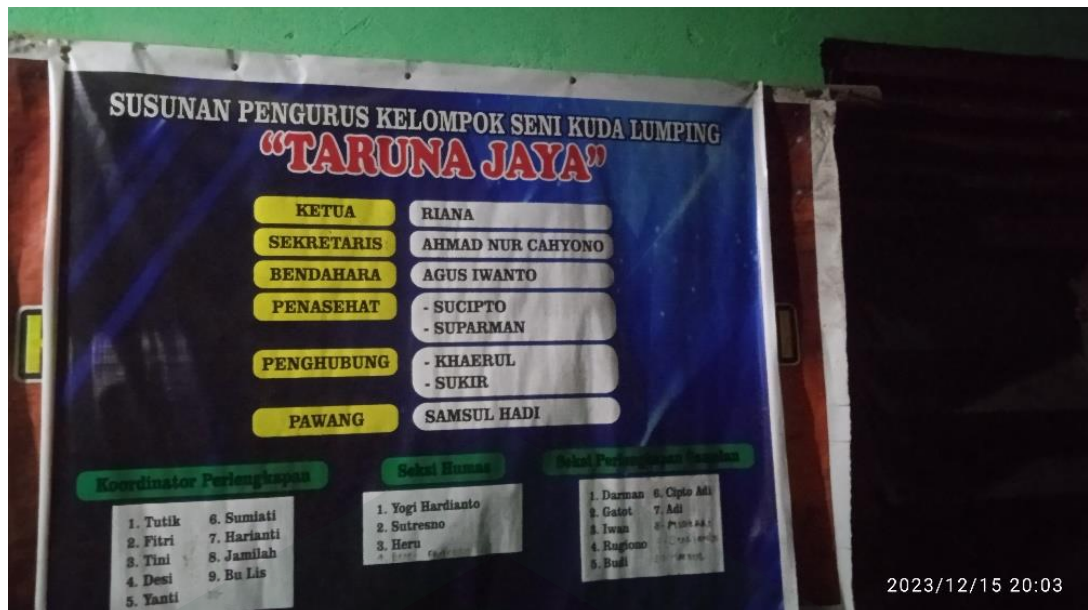 SUSUNAN PENGURUS KELOMPOK SENI KUDA LUMPING
“TARUNA JAYA”
KETUA RIANA
SEKRETARIS AHMAD NUR CAHYONO
BENDAHARA AGUS IWANTO
PENASEHAT - SUCIPTO
- SUPARMAN
PENGHUBUNG - KHAERUL
- SUKIR
PAWANG SAMSUL HADI
Koordinator Perlengkapan
1. Tutik 6. Sumiati
2. Fitri 7. Harianti
3. Tini 8. Jamilah
4. Desi 9. Bu Lis
5. Yanti
Seksi Humas
1. Yogi Hardianto
2. Sutresno
3. Heru
Seksi Perlengkapan Gamelan
1. Darman 6. Cipto Adi
2. Gatot 7. Adi
3. Iwan
4. Rugiono
5. Budi
2023/12/15 20:03